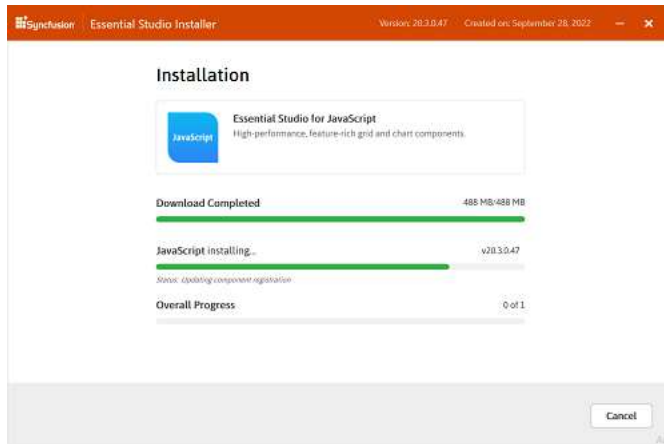 Syncfusion Essential Studio Installer Version: 20.3.0.47 Created on: September 28, 2022
Installation
JavaScript
Essential Studio for JavaScript
High-performance, feature-rich grid and chart components.
Download Completed 488 MB/488 MB
JavaScript installing... v20.3.0.47
Status: Updating component registration
Overall Progress 0 of 1
Cancel